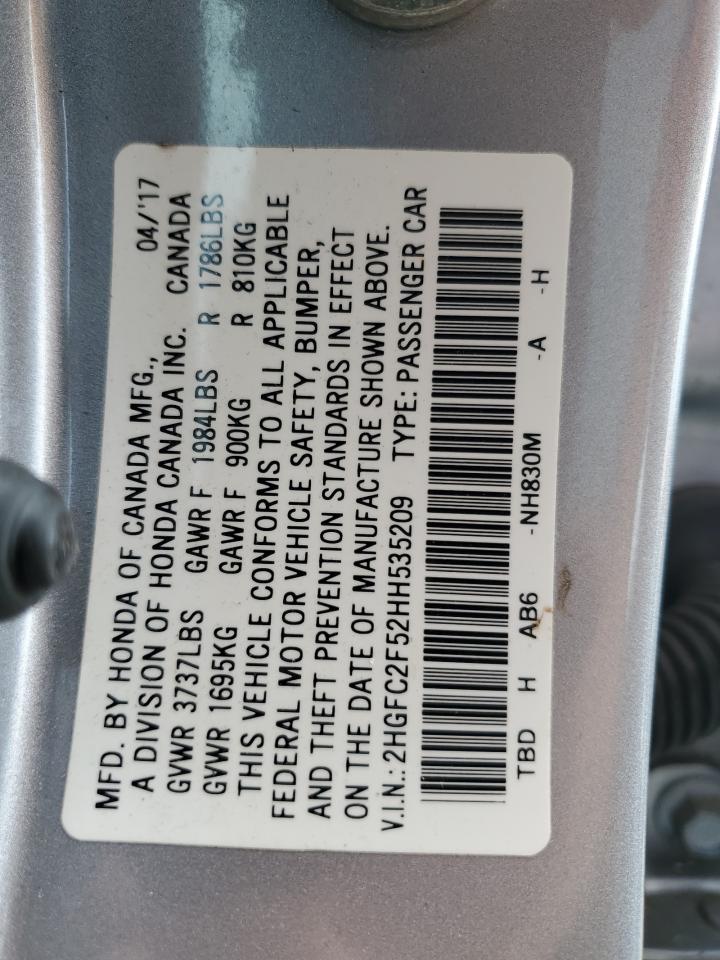 MFD. BY HONDA OF CANADA MFG., 04/'17
A DIVISION OF HONDA CANADA INC. CANADA
GVWR 3737LBS GAWR F 1984LBS R 1786LBS
GVWR 1695KG GAWR F 900KG R 810KG
THIS VEHICLE CONFORMS TO ALL APPLICABLE
FEDERAL MOTOR VEHICLE SAFETY, BUMPER,
AND THEFT PREVENTION STANDARDS IN EFFECT
ON THE DATE OF MANUFACTURE SHOWN ABOVE.
V.I.N.: 2HGFC2F52HH535209 TYPE: PASSENGER CAR
TBD H AB6 -NH830M -A -H